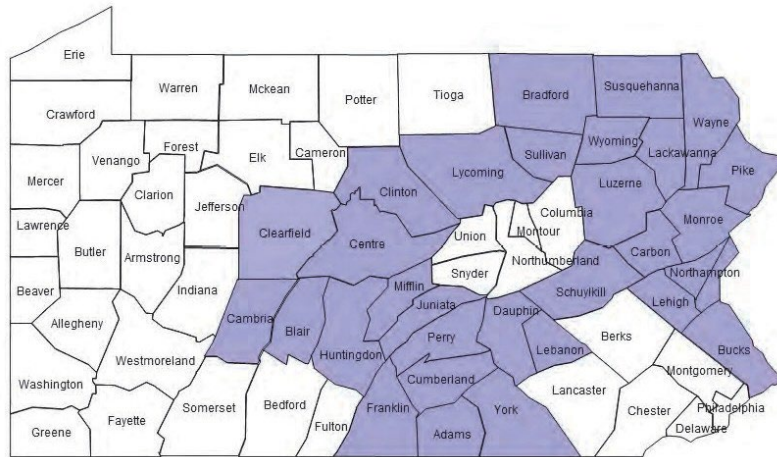 Erie
Warren
Mckean
Potter
Tioga
Bradford
Susquehanna
Wayne
Crawford
Forest
Elk
Cameron
Venango
Clarion
Mercer
Jefferson
Clinton
Lycoming
Sullivan
Wyoming
Lackawanna
Pike
Luzerne
Monroe
Columbia
Montour
Union
Northumberland
Snyder
Clearfield
Centre
Lawrence
Butler
Armstrong
Indiana
Beaver
Allegheny
Cambria
Blair
Mifflin
Juniata
Huntingdon
Perry
Dauphin
Schuylkill
Carbon
Northampton
Lehigh
Bucks
Berks
Lebanon
Westmoreland
Cumberland
Montgomery
Washington
Greene
Fayette
Somerset
Bedford
Fulton
Franklin
Adams
York
Lancaster
Chester
Philadelphia
Delaware